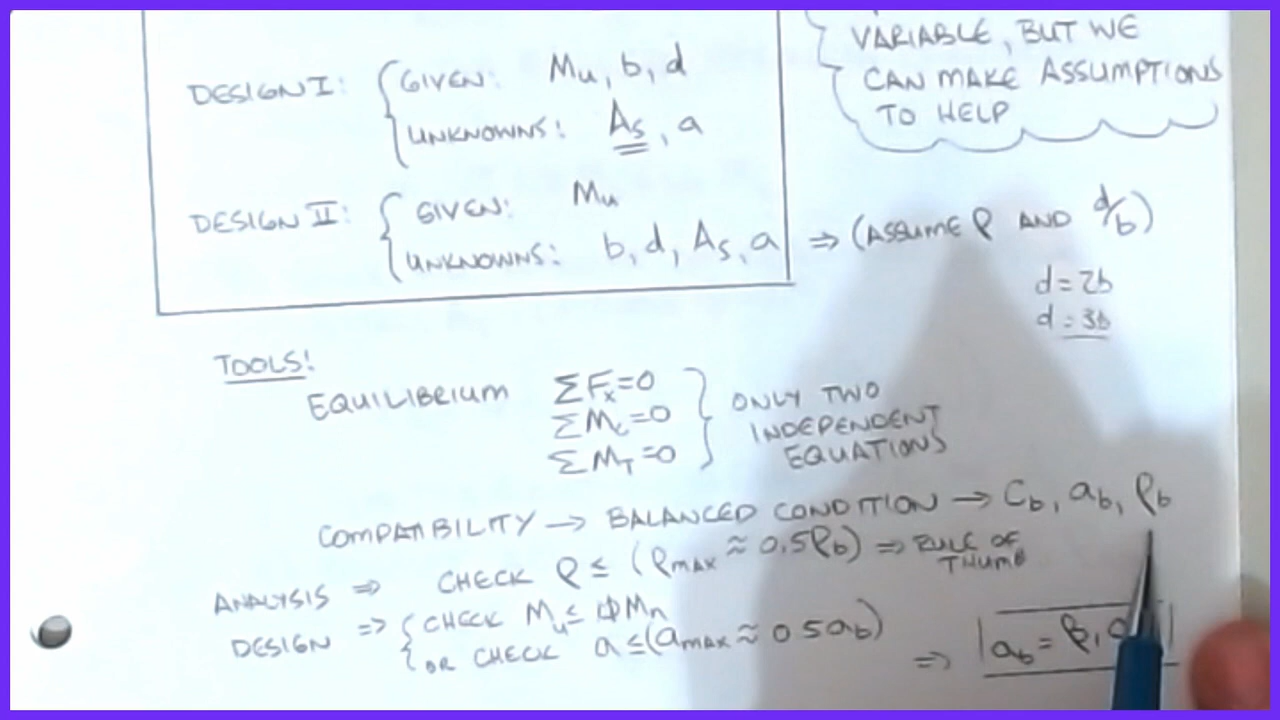 VARIABLE, BUT WE
CAN MAKE ASSUMPTIONS
TO HELP
DESIGN I: { GIVEN: Mu, b, d
UNKNOWNS: As, a
DESIGN II: { GIVEN: Mu
UNKNOWNS: b, d, As, a ⇒ (ASSUME ρ AND d/b)
d = 2b
d = 3b
TOOLS!
EQUILIBRIUM ΣFx=0
ΣMc=0
ΣMT=0
} ONLY TWO
INDEPENDENT
EQUATIONS
COMPATIBILITY → BALANCED CONDITION → Cb, ab, ρb
ANALYSIS ⇒ CHECK ρ ≤ (ρMAX ≈ 0.5ρb) ⇒ RULE OF
THUMB
DESIGN ⇒ { CHECK Mu ≤ ΦMn
OR CHECK a ≤ (aMAX ≈ 0.5ab)
⇒ ab =